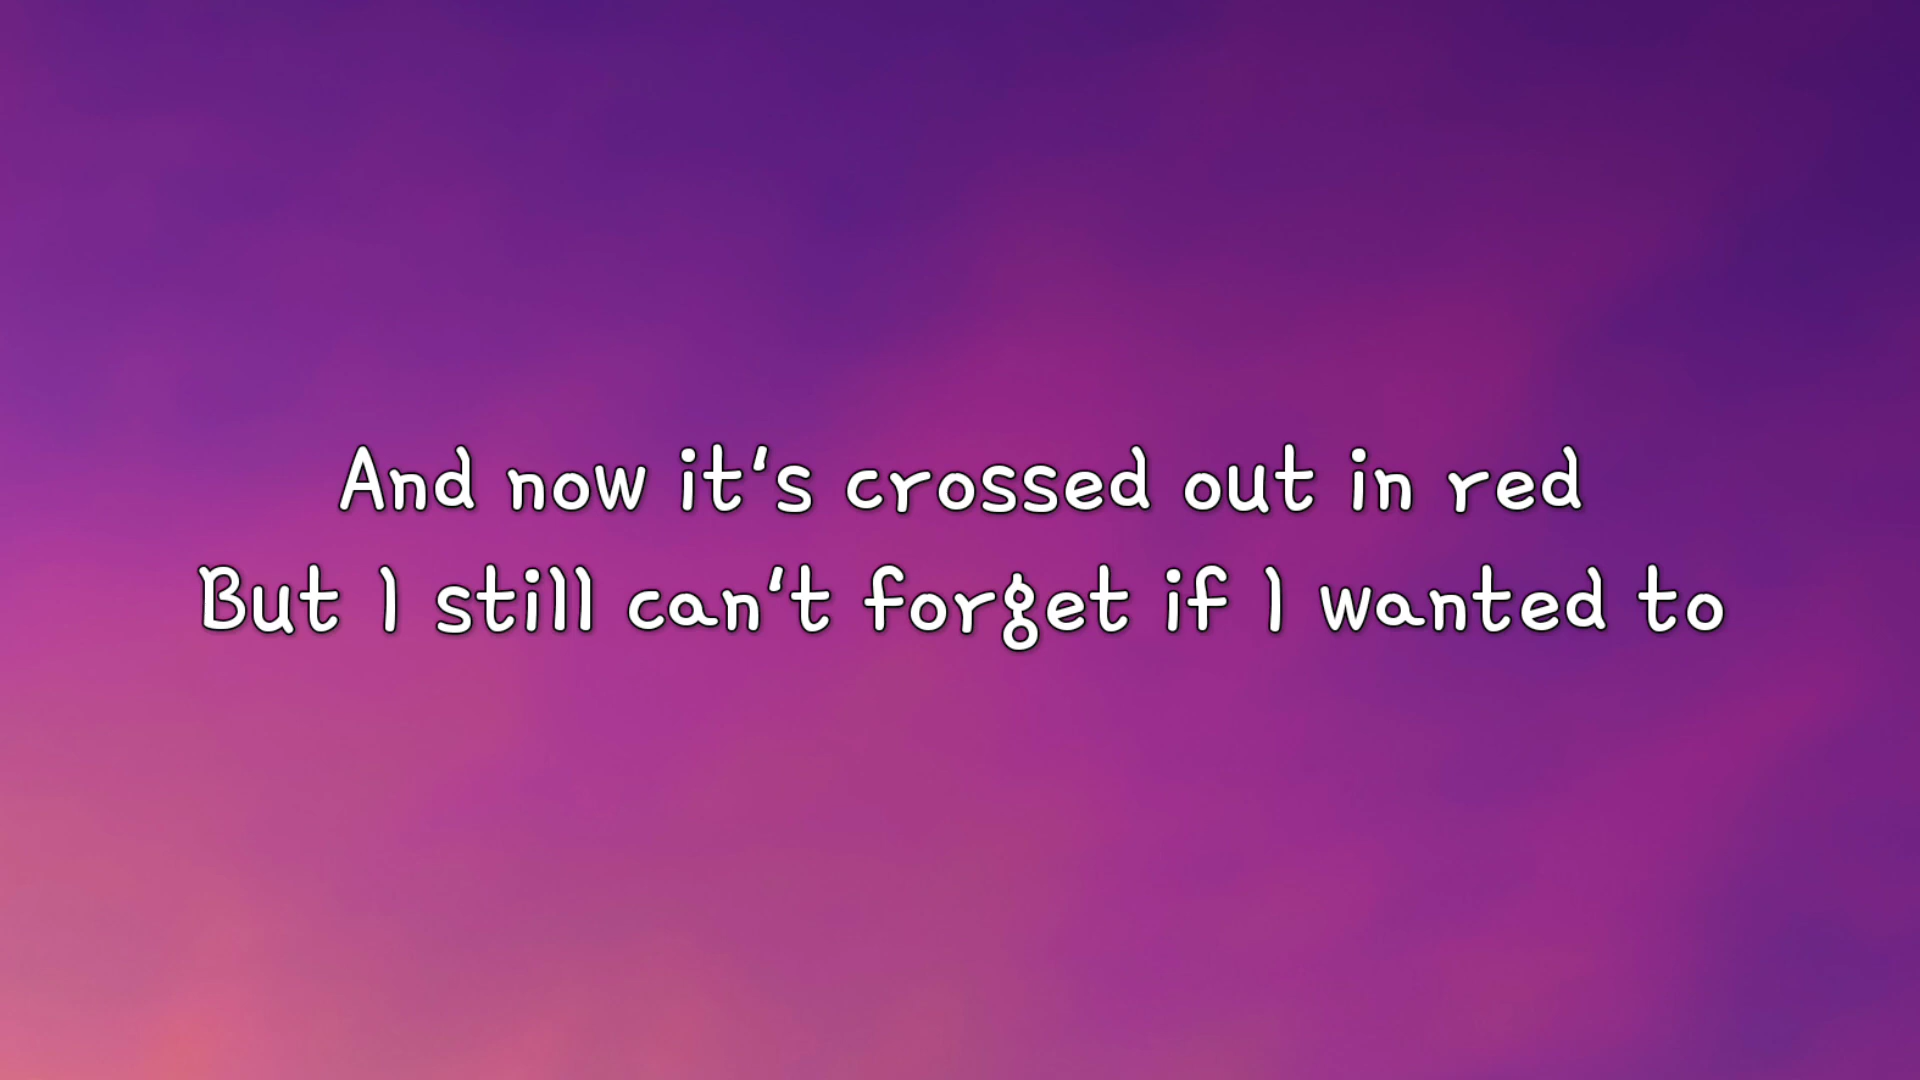 And now it's crossed out in red
But I still can't forget if I wanted to